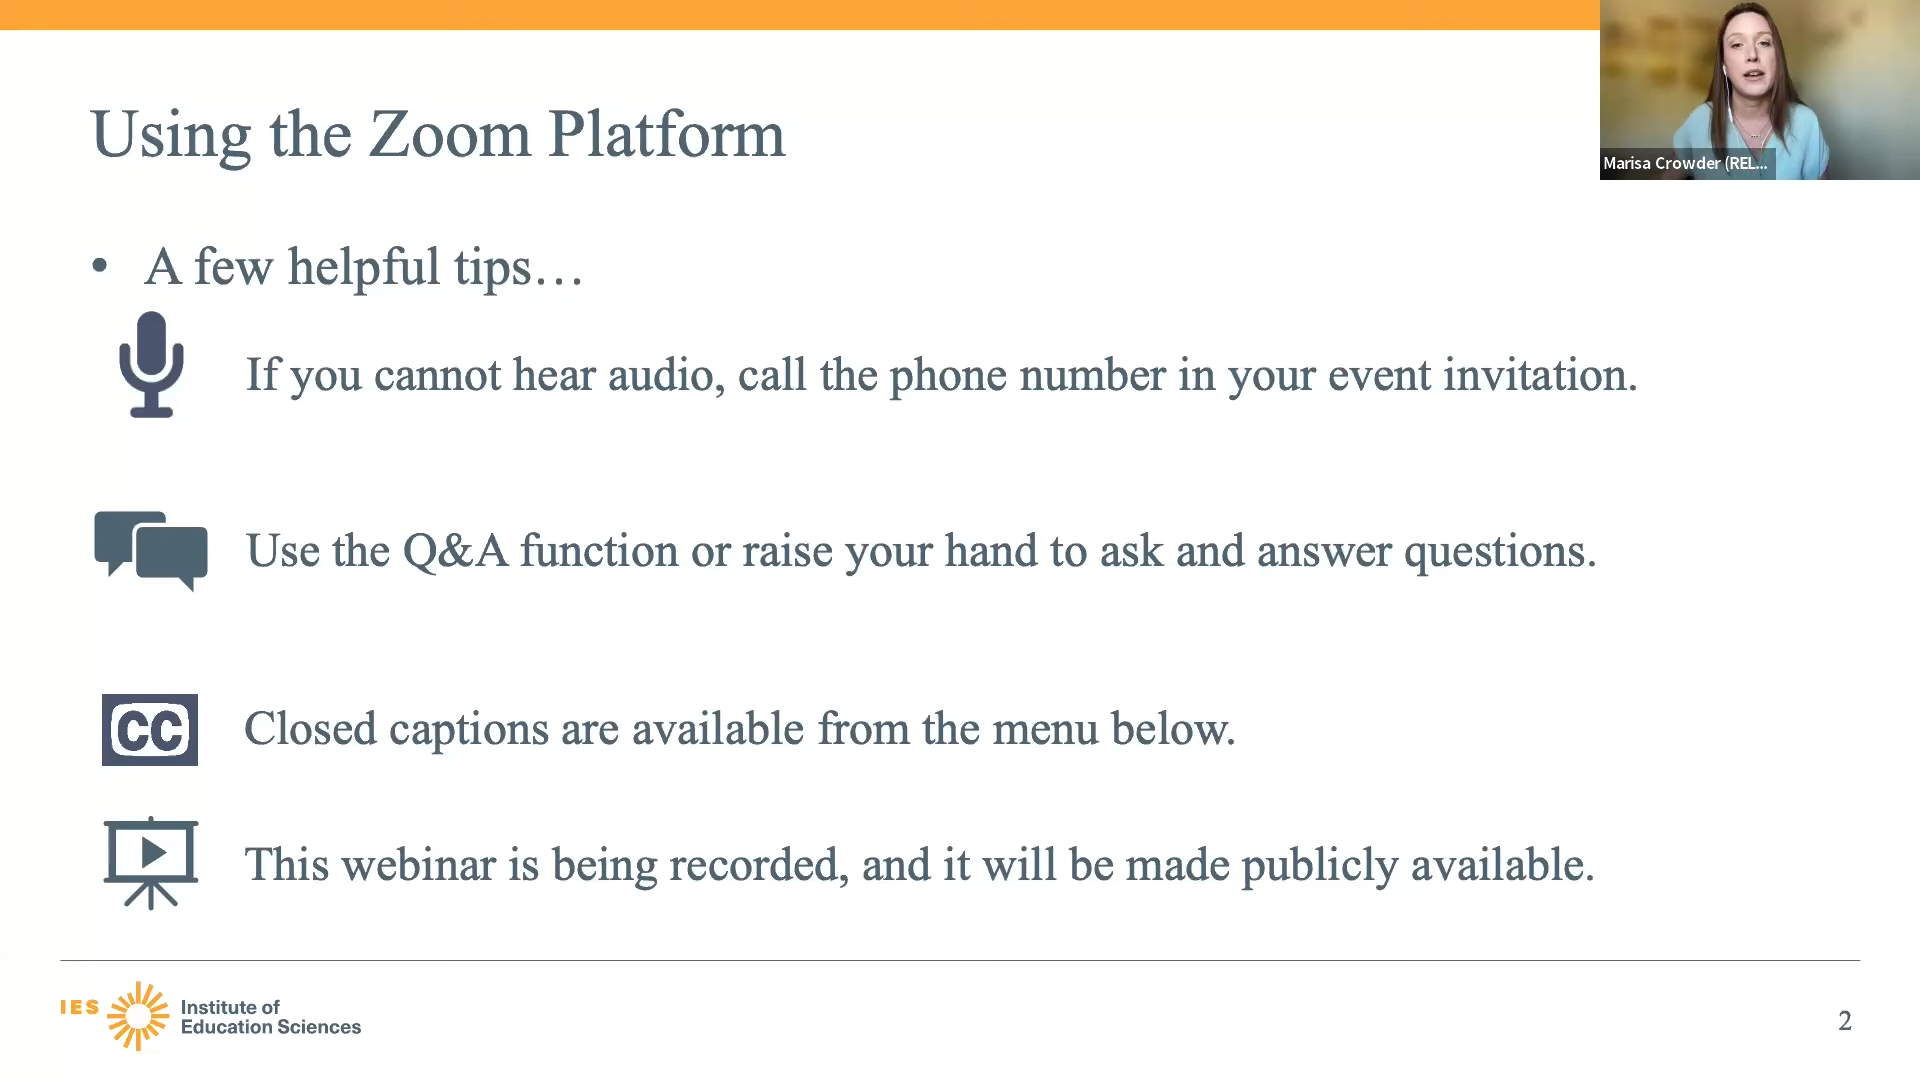 Using the Zoom Platform
Marisa Crowder (REL...
• A few helpful tips…
If you cannot hear audio, call the phone number in your event invitation.
Use the Q&A function or raise your hand to ask and answer questions.
CC
Closed captions are available from the menu below.
This webinar is being recorded, and it will be made publicly available.
IES
Institute of
Education Sciences
2